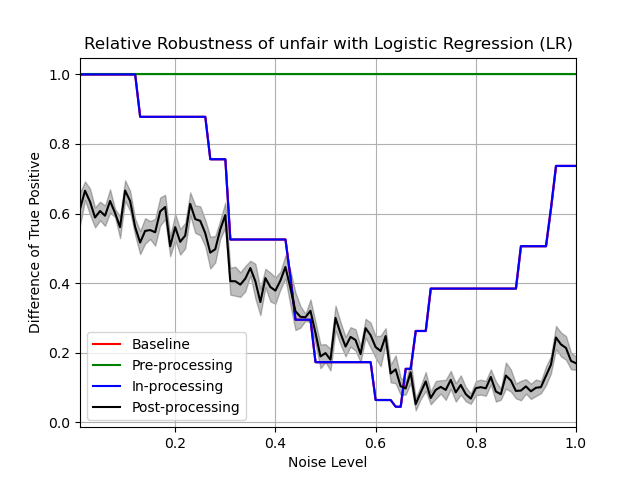 Relative Robustness of unfair with Logistic Regression (LR)
Difference of True Positive
1.0
0.8
0.6
0.4
0.2
0.0
Baseline
Pre-processing
In-processing
Post-processing
0.2 0.4 0.6 0.8 1.0
Noise Level